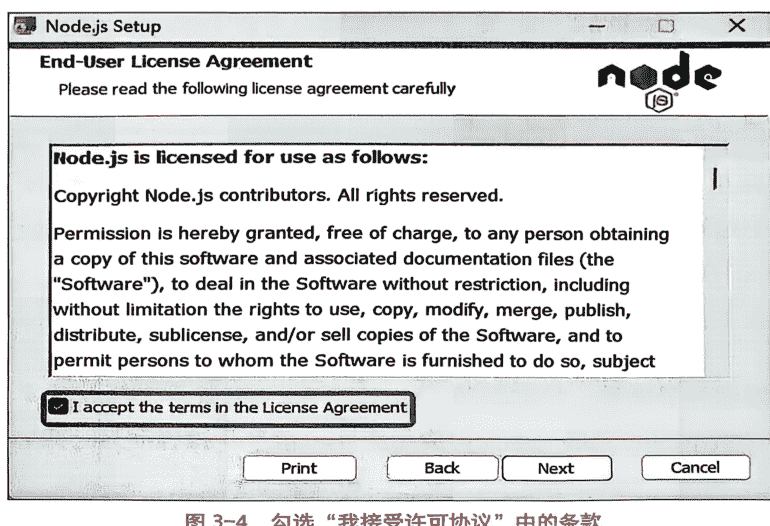 Node.js Setup
End-User License Agreement
Please read the following license agreement carefully
node
JS
Node.js is licensed for use as follows:
Copyright Node.js contributors. All rights reserved.
Permission is hereby granted, free of charge, to any person obtaining
a copy of this software and associated documentation files (the
"Software"), to deal in the Software without restriction, including
without limitation the rights to use, copy, modify, merge, publish,
distribute, sublicense, and/or sell copies of the Software, and to
permit persons to whom the Software is furnished to do so, subject
I accept the terms in the License Agreement
Print Back Next Cancel
图 3-4 勾选“我接受许可协议”中的条款